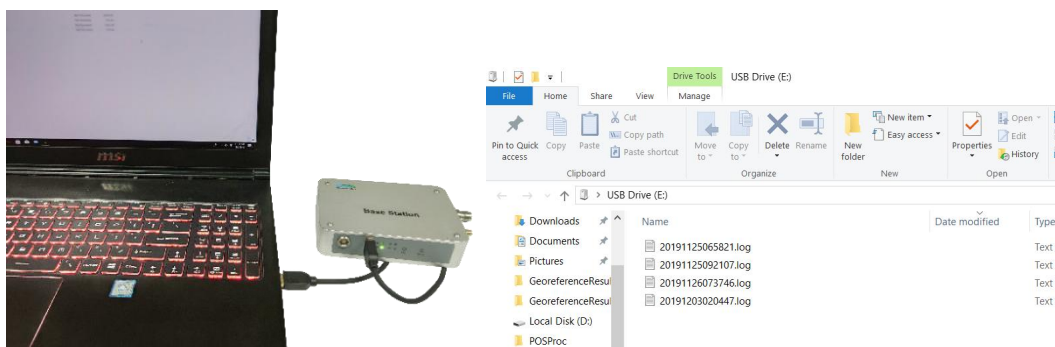 msi
Base Station
Drive Tools USB Drive (E:)
File Home Share View Manage
Pin to Quick access
Copy
Paste
Cut
Copy path
Paste shortcut
Move to
Copy to
Delete
Rename
New folder
New item
Easy access
Properties
Open
Edit
History
Clipboard Organize New Open
USB Drive (E:)
Downloads
Documents
Pictures
GeoreferenceResul
GeoreferenceResul
Local Disk (D:)
POSProc
Name Date modified Type
20191125065821.log Text
20191125092107.log Text
20191126073746.log Text
20191203020447.log Text